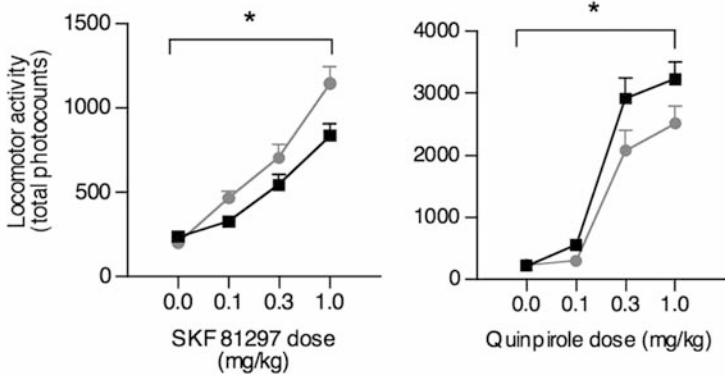 Locomotor activity
(total photocounts)
1500
1000
500
0
*
0.0 0.1 0.3 1.0
SKF 81297 dose
(mg/kg)
4000
3000
2000
1000
0
*
0.0 0.1 0.3 1.0
Quinpirole dose (mg/kg)